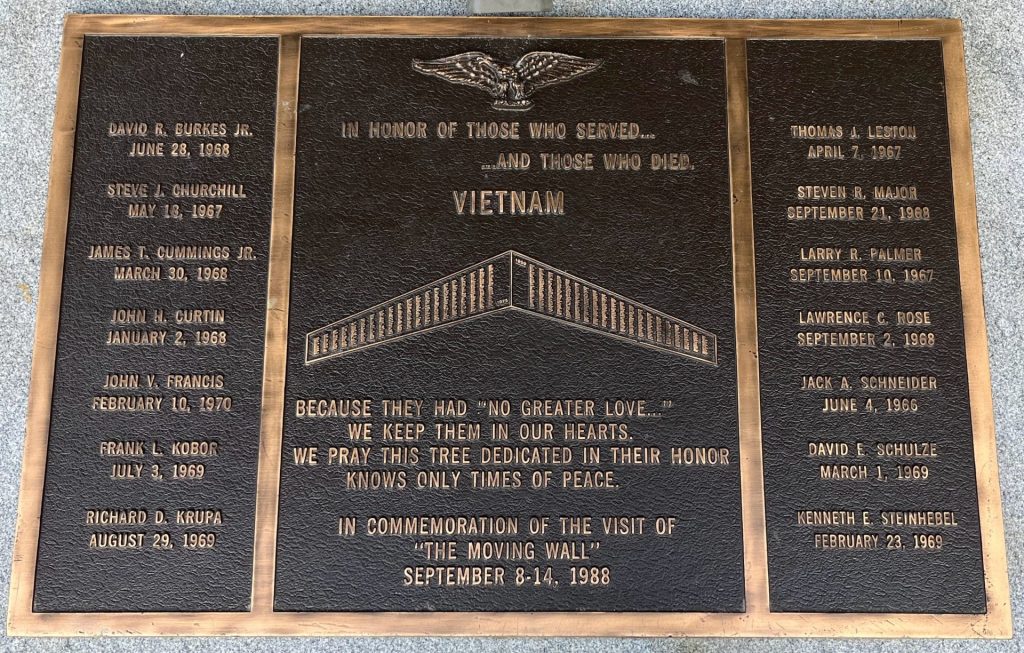 DAVID R. BURKES JR.
JUNE 28, 1968
STEVE J. CHURCHILL
MAY 18, 1967
JAMES T. CUMMINGS JR.
MARCH 30, 1968
JOHN H. CURTIN
JANUARY 2, 1968
JOHN V. FRANCIS
FEBRUARY 10, 1970
FRANK L. KOBOR
JULY 3, 1969
RICHARD D. KRUPA
AUGUST 29, 1969
IN HONOR OF THOSE WHO SERVED...
...AND THOSE WHO DIED.
VIETNAM
BECAUSE THEY HAD "NO GREATER LOVE..."
WE KEEP THEM IN OUR HEARTS.
WE PRAY THIS TREE DEDICATED IN THEIR HONOR
KNOWS ONLY TIMES OF PEACE.
IN COMMEMORATION OF THE VISIT OF
"THE MOVING WALL"
SEPTEMBER 8-14, 1988
THOMAS J. LESTON
APRIL 7, 1967
STEVEN R. MAJOR
SEPTEMBER 21, 1968
LARRY R. PALMER
SEPTEMBER 10, 1967
LAWRENCE C. ROSE
SEPTEMBER 2, 1968
JACK A. SCHNEIDER
JUNE 4, 1966
DAVID E. SCHULZE
MARCH 1, 1969
KENNETH E. STEINHEBEL
FEBRUARY 23, 1969